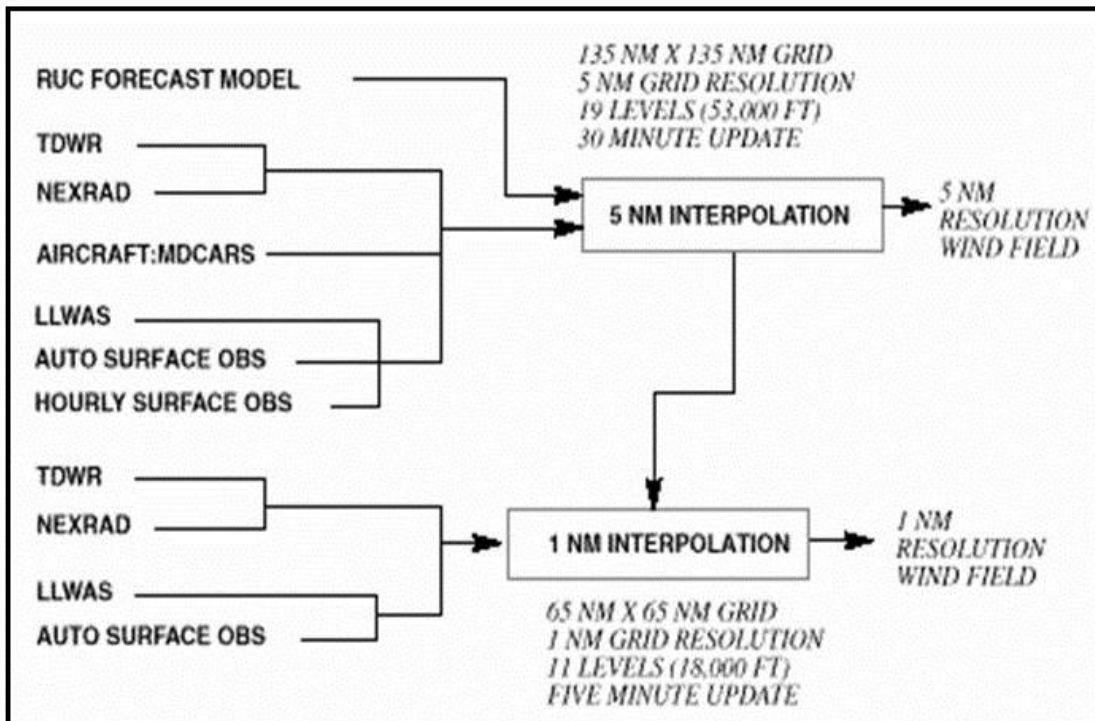 135 NM X 135 NM GRID
5 NM GRID RESOLUTION
19 LEVELS (53,000 FT)
30 MINUTE UPDATE
RUC FORECAST MODEL
TDWR
NEXRAD
AIRCRAFT:MDCARS
LLWAS
AUTO SURFACE OBS
HOURLY SURFACE OBS
5 NM INTERPOLATION
5 NM
RESOLUTION
WIND FIELD
TDWR
NEXRAD
LLWAS
AUTO SURFACE OBS
1 NM INTERPOLATION
1 NM
RESOLUTION
WIND FIELD
65 NM X 65 NM GRID
1 NM GRID RESOLUTION
11 LEVELS (18,000 FT)
FIVE MINUTE UPDATE